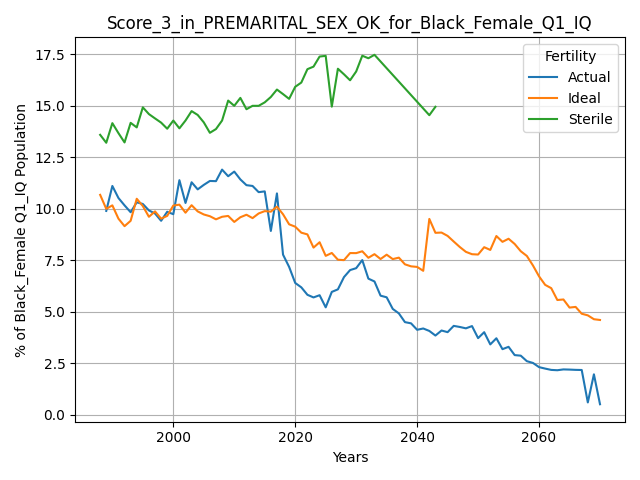 Score_3_in_PREMARITAL_SEX_OK_for_Black_Female_Q1_IQ
% of Black_Female Q1_IQ Population
17.5
15.0
12.5
10.0
7.5
5.0
2.5
0.0
Fertility
Actual
Ideal
Sterile
2000
2020
2040
2060
Years